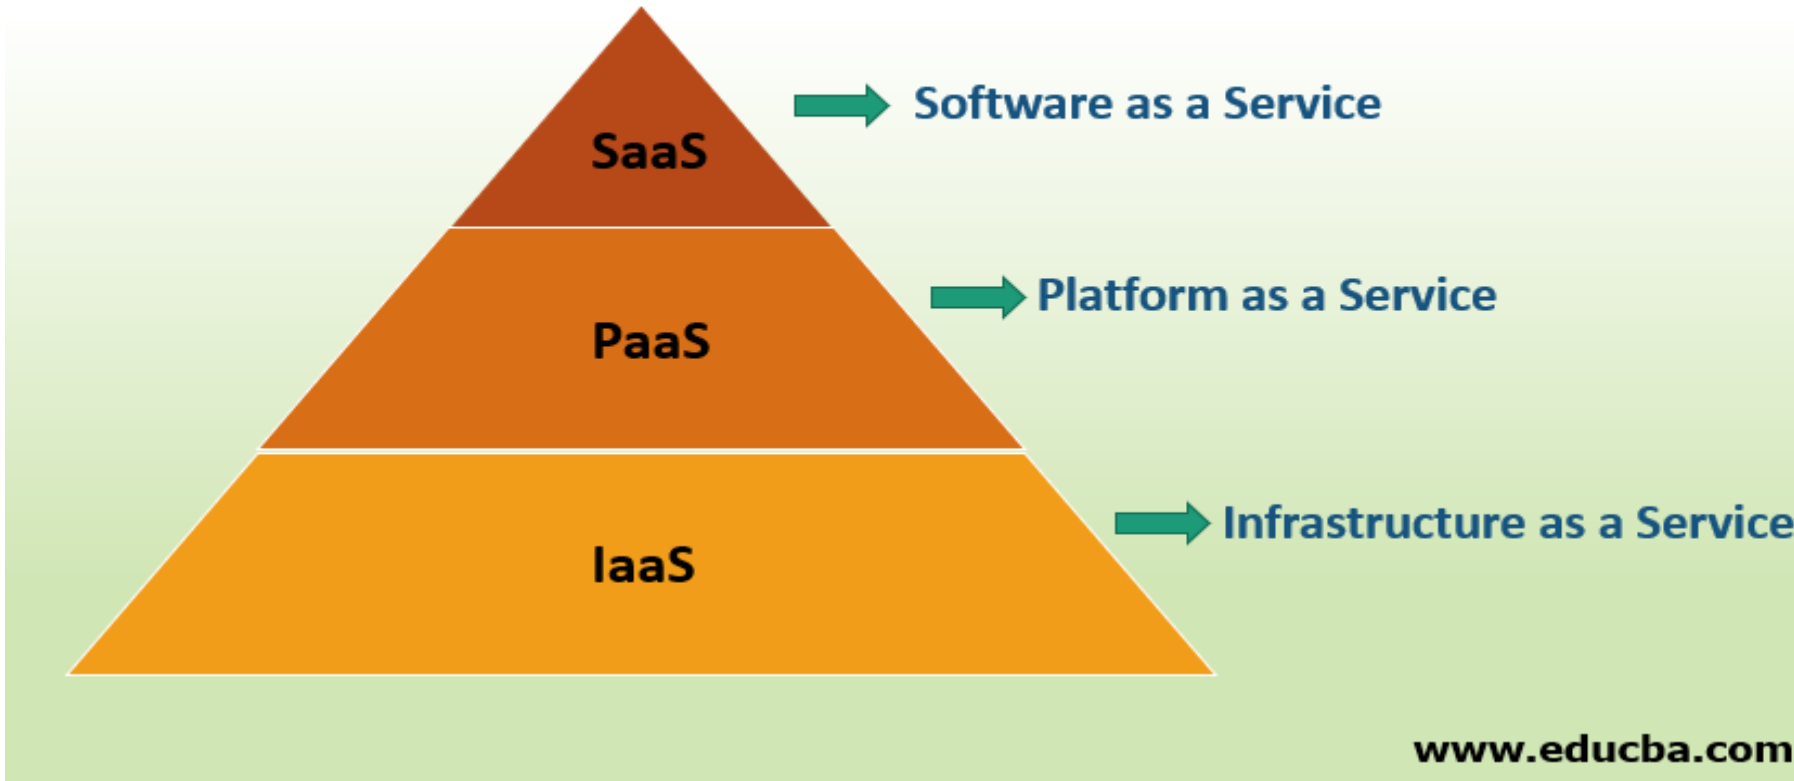 SaaS
Software as a Service
PaaS
Platform as a Service
IaaS
Infrastructure as a Service
www.educba.com